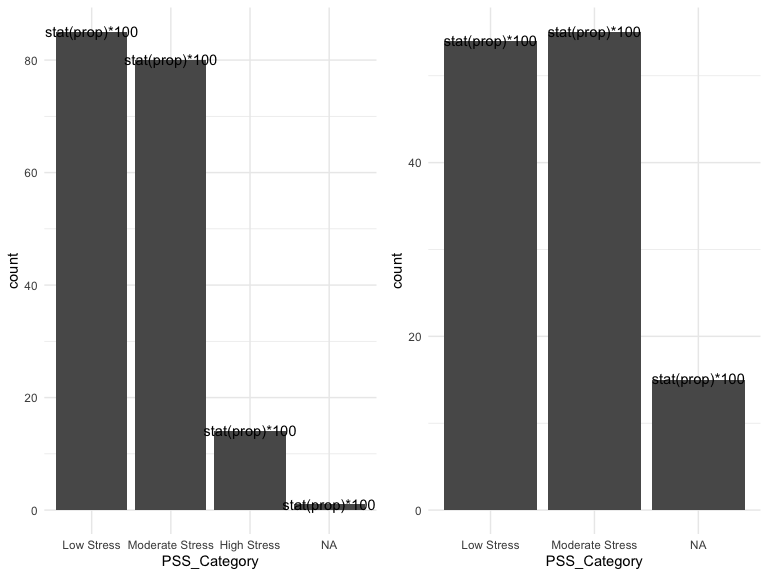 stat(prop)*100
stat(prop)*100
stat(prop)*100
stat(prop)*100
80
60
40
20
0
count
Low Stress Moderate Stress High Stress NA
PSS_Category
stat(prop)*100
stat(prop)*100
stat(prop)*100
40
20
0
count
Low Stress Moderate Stress NA
PSS_Category